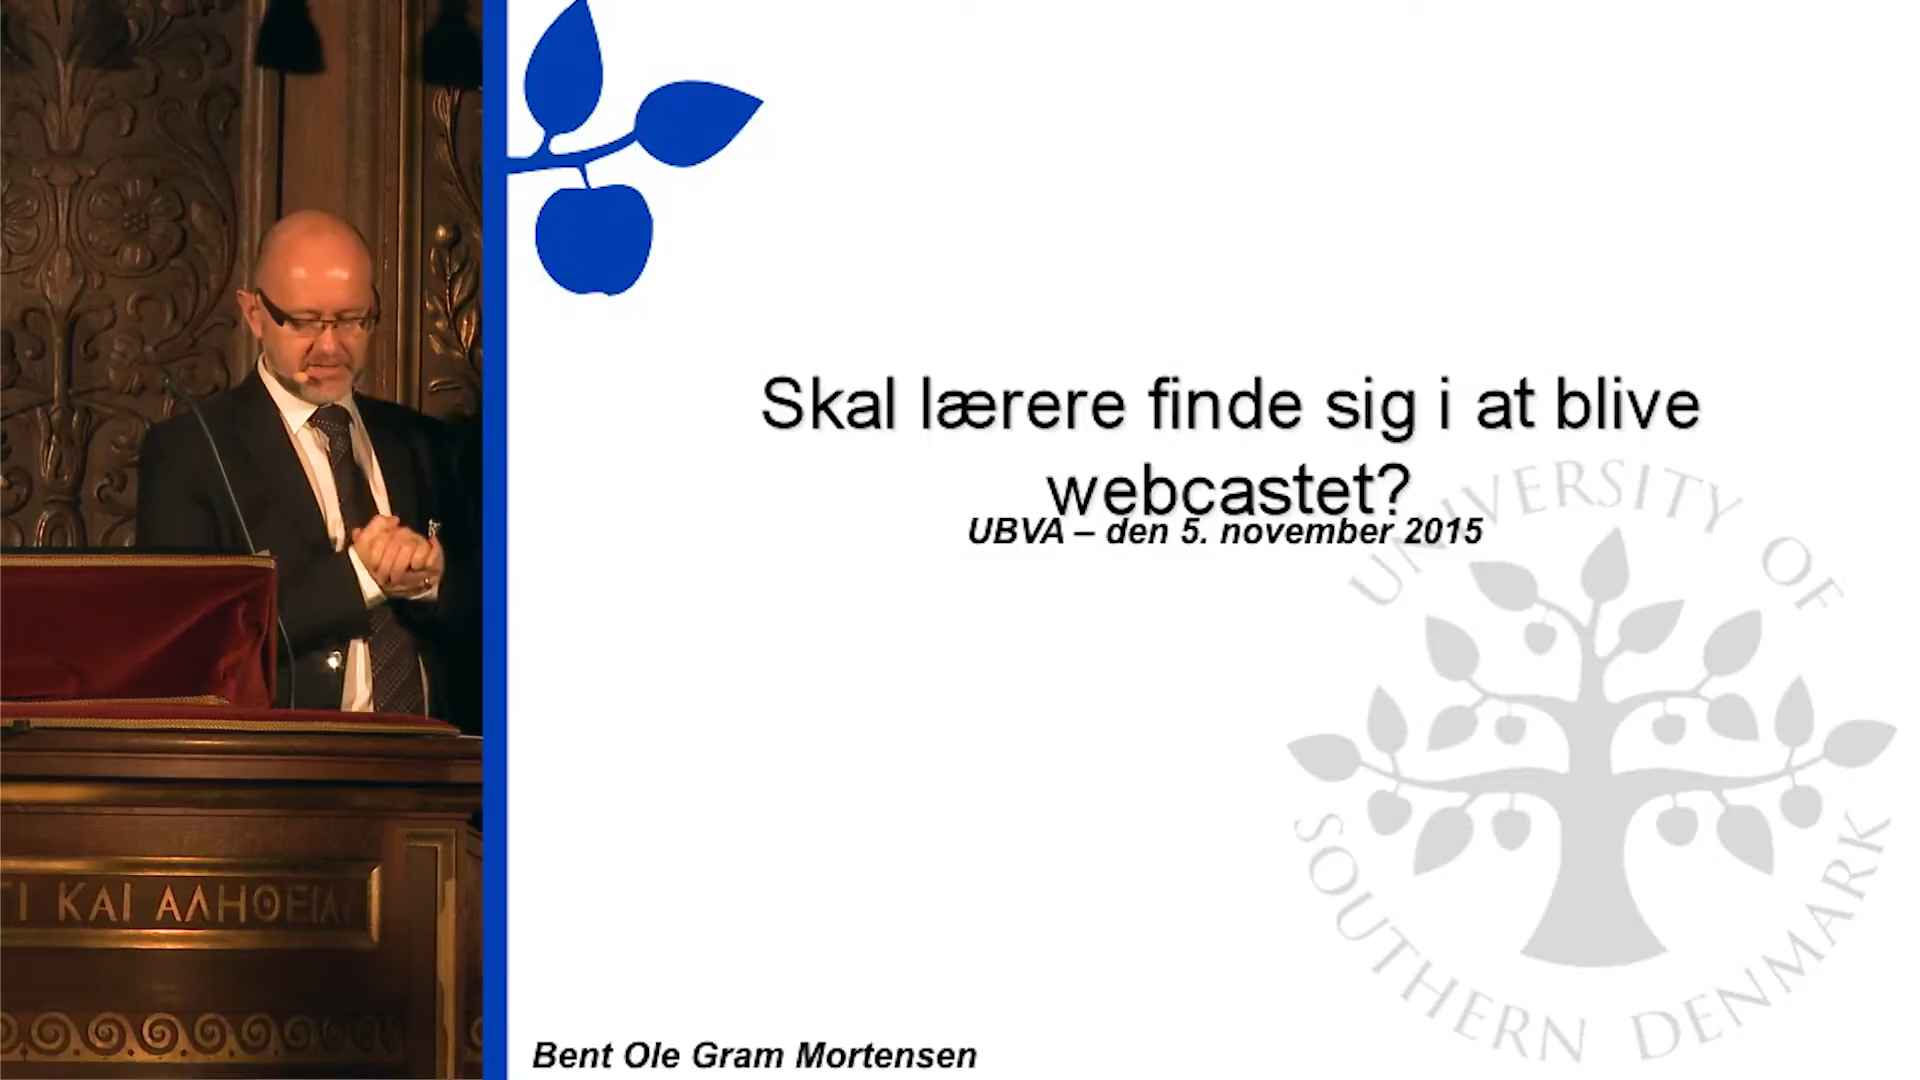 Skal lærere finde sig i at blive
webcastet?
UBVA – den 5. november 2015
UNIVERSITY OF
SOUTHERN DENMARK
Bent Ole Gram Mortensen
ΚΑΙ ΑΛΗΘΕΙΑ